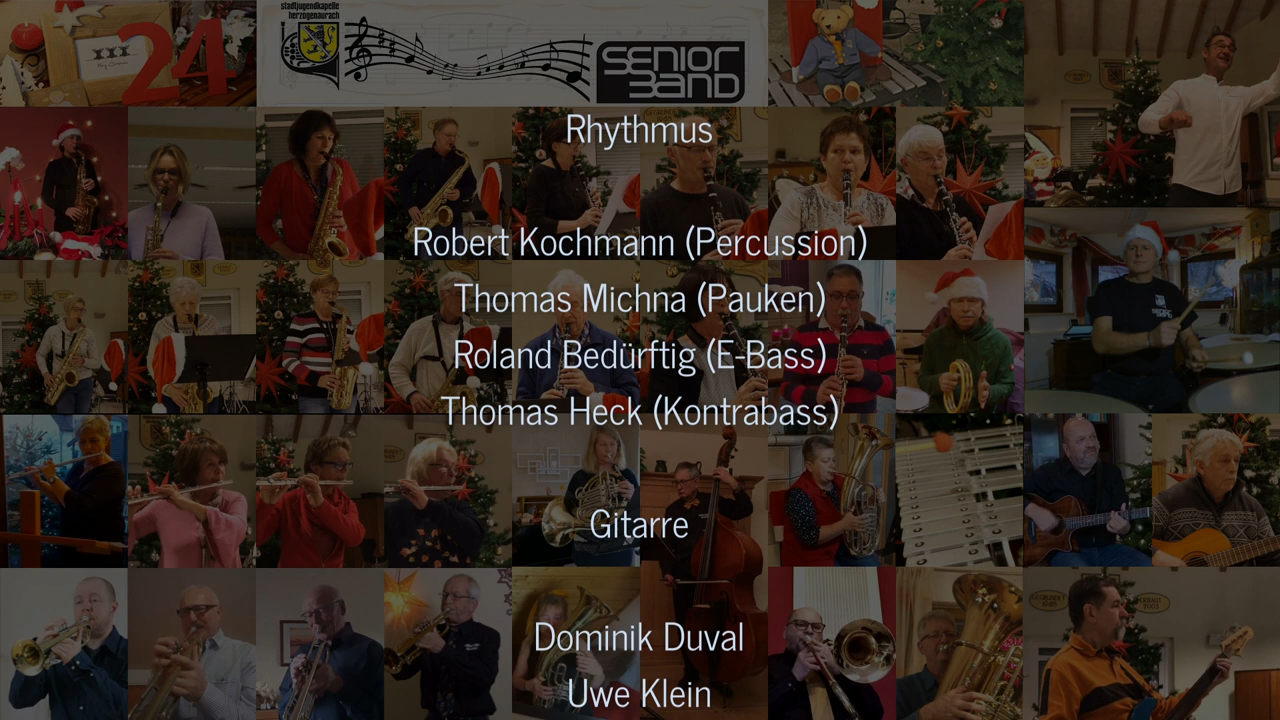 24
stadtjugendkapelle
herzogenaurach
SENIOR
BAND
Rhythmus
Robert Kochmann (Percussion)
Thomas Michna (Pauken)
Roland Bedürftig (E-Bass)
Thomas Heck (Kontrabass)
Gitarre
Dominik Duval
Uwe Klein